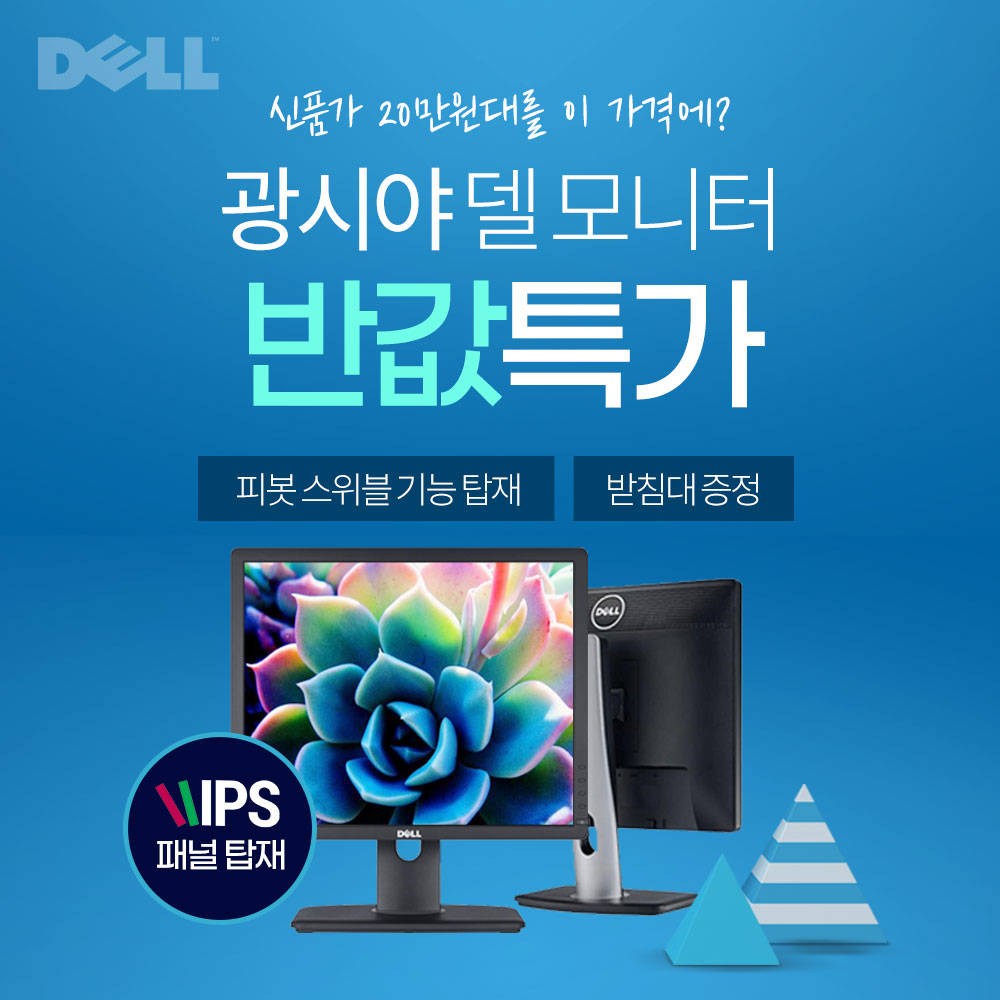 DELL™
신품가 20만원대를 이 가격에?
광시야 델 모니터
반값특가
피봇 스위블 기능 탑재
받침대 증정
DELL
DELL
IPS
패널 탑재